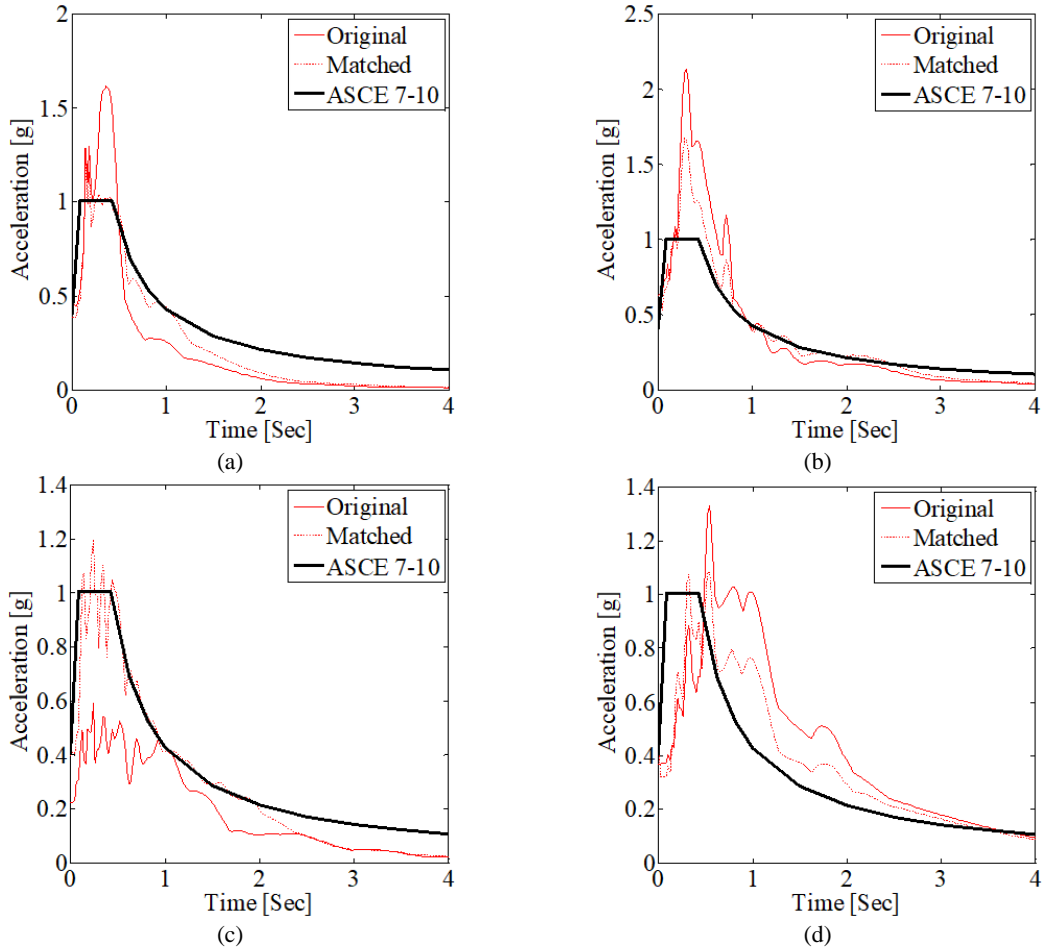 2
1.5
1
0.5
0
Acceleration [g]
Original
Matched
ASCE 7-10
0 1 2 3 4
Time [Sec]
(a)
2.5
2
1.5
1
0.5
0
Acceleration [g]
Original
Matched
ASCE 7-10
0 1 2 3 4
Time [Sec]
(b)
1.4
1.2
1
0.8
0.6
0.4
0.2
0
Acceleration [g]
Original
Matched
ASCE 7-10
0 1 2 3 4
Time [Sec]
(c)
1.4
1.2
1
0.8
0.6
0.4
0.2
0
Acceleration [g]
Original
Matched
ASCE 7-10
0 1 2 3 4
Time [Sec]
(d)